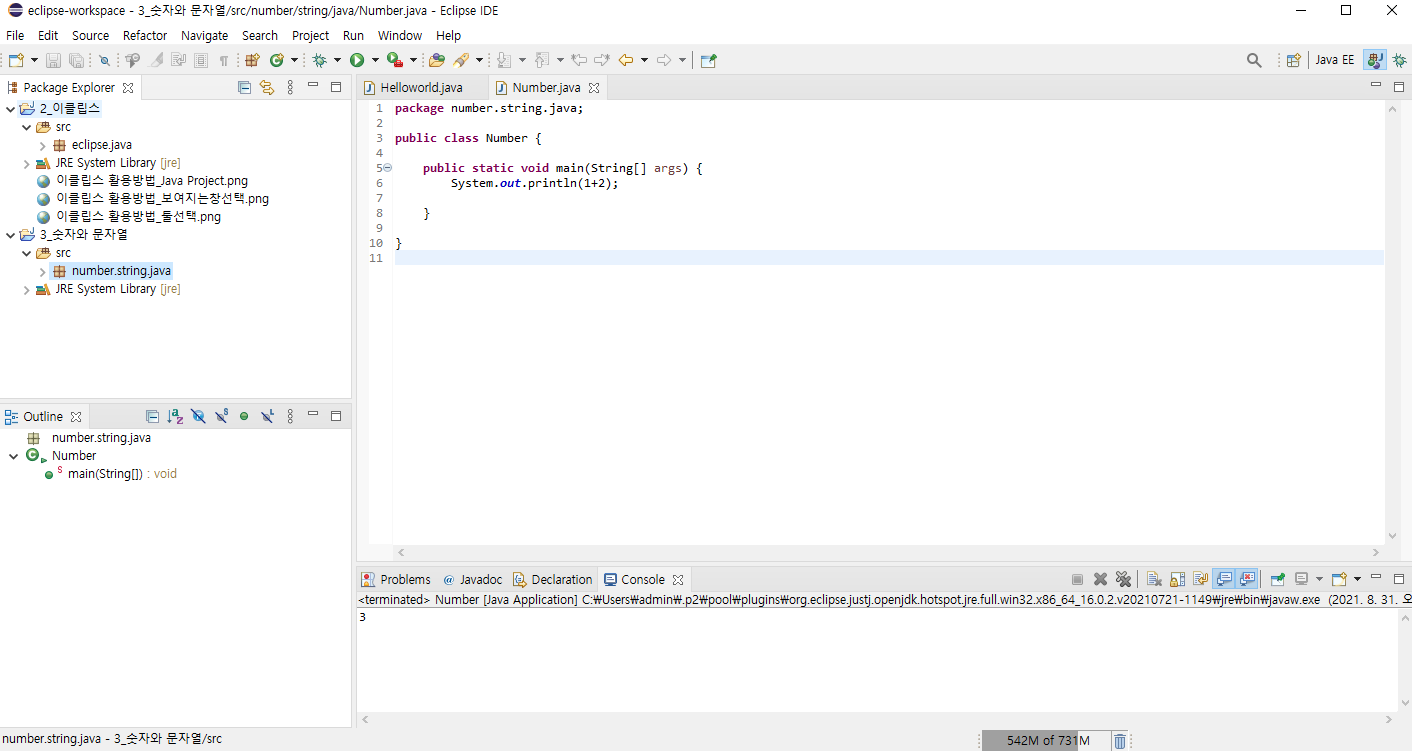 eclipse-workspace - 3_숫자와 문자열/src/number/string/java/Number.java - Eclipse IDE
File Edit Source Refactor Navigate Search Project Run Window Help
Java EE
Package Explorer
2_이클립스
src
eclipse.java
JRE System Library [jre]
이클립스 활용방법_Java Project.png
이클립스 활용방법_보여지는창선택.png
이클립스 활용방법_툴선택.png
3_숫자와 문자열
src
number.string.java
JRE System Library [jre]
Outline
number.string.java
Number
main(String[]) : void
Helloworld.java Number.java
1 package number.string.java;
2
3 public class Number {
4
5 public static void main(String[] args) {
6 System.out.println(1+2);
7
8 }
9
10 }
11
Problems @ Javadoc Declaration Console
<terminated> Number [Java Application] C:₩Users₩admin₩.p2₩pool₩plugins₩org.eclipse.justj.openjdk.hotspot.jre.full.win32.x86_64_16.0.2.v20210721-1149₩jre₩bin₩javaw.exe (2021. 8. 31. 오
3
number.string.java - 3_숫자와 문자열/src
542M of 731M